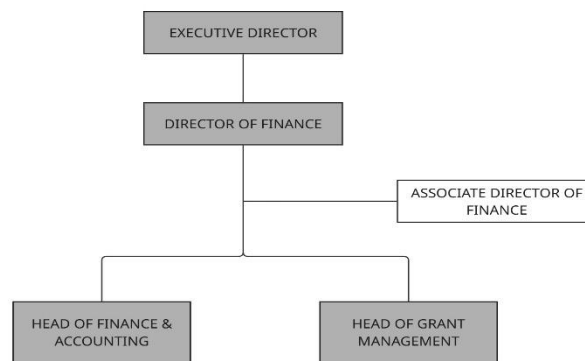 EXECUTIVE DIRECTOR
DIRECTOR OF FINANCE
ASSOCIATE DIRECTOR OF
FINANCE
HEAD OF FINANCE &
ACCOUNTING
HEAD OF GRANT
MANAGEMENT